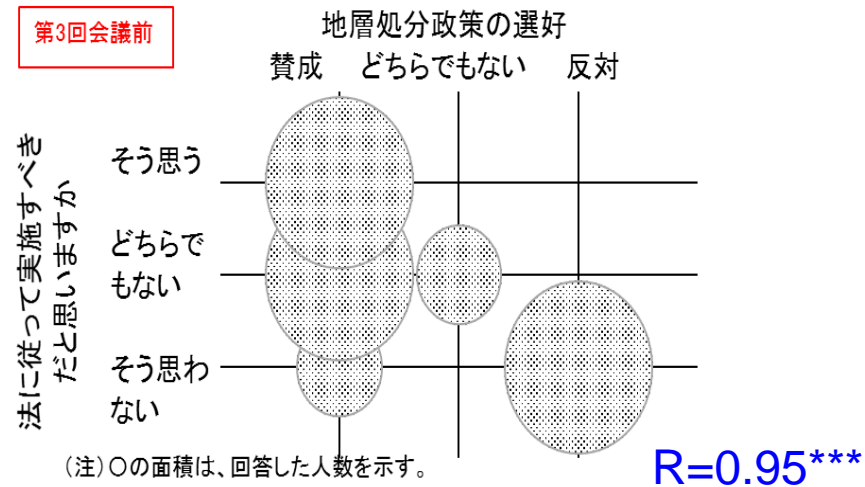 第3回会議前
地層処分政策の選好
賛成 どちらでもない 反対
法に従って実施すべき
だと思いますか
そう思う
どちらで
もない
そう思わ
ない
(注)〇の面積は、回答した人数を示す。
R=0.95***